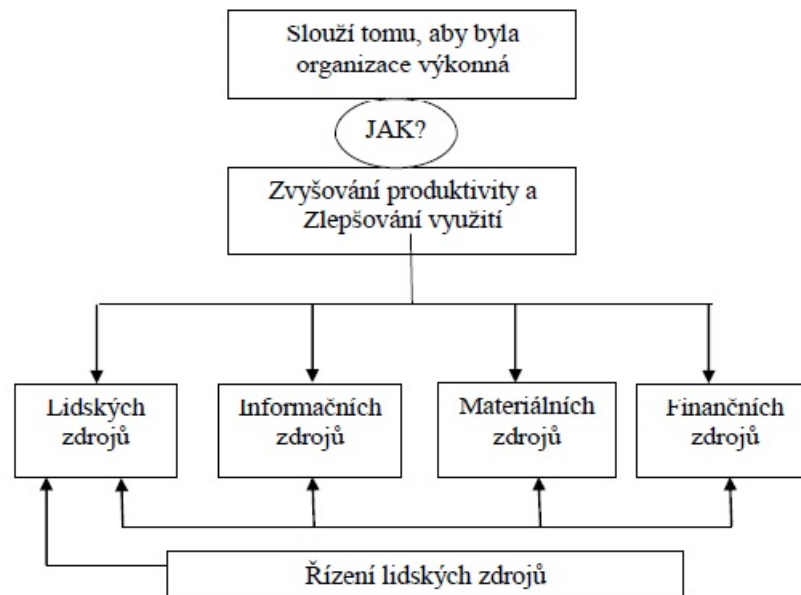 Slouží tomu, aby byla
organizace výkonná
JAK?
Zvyšování produktivity a
Zlepšování využití
Lidských
zdrojů
Informačních
zdrojů
Materiálních
zdrojů
Finančních
zdrojů
Řízení lidských zdrojů